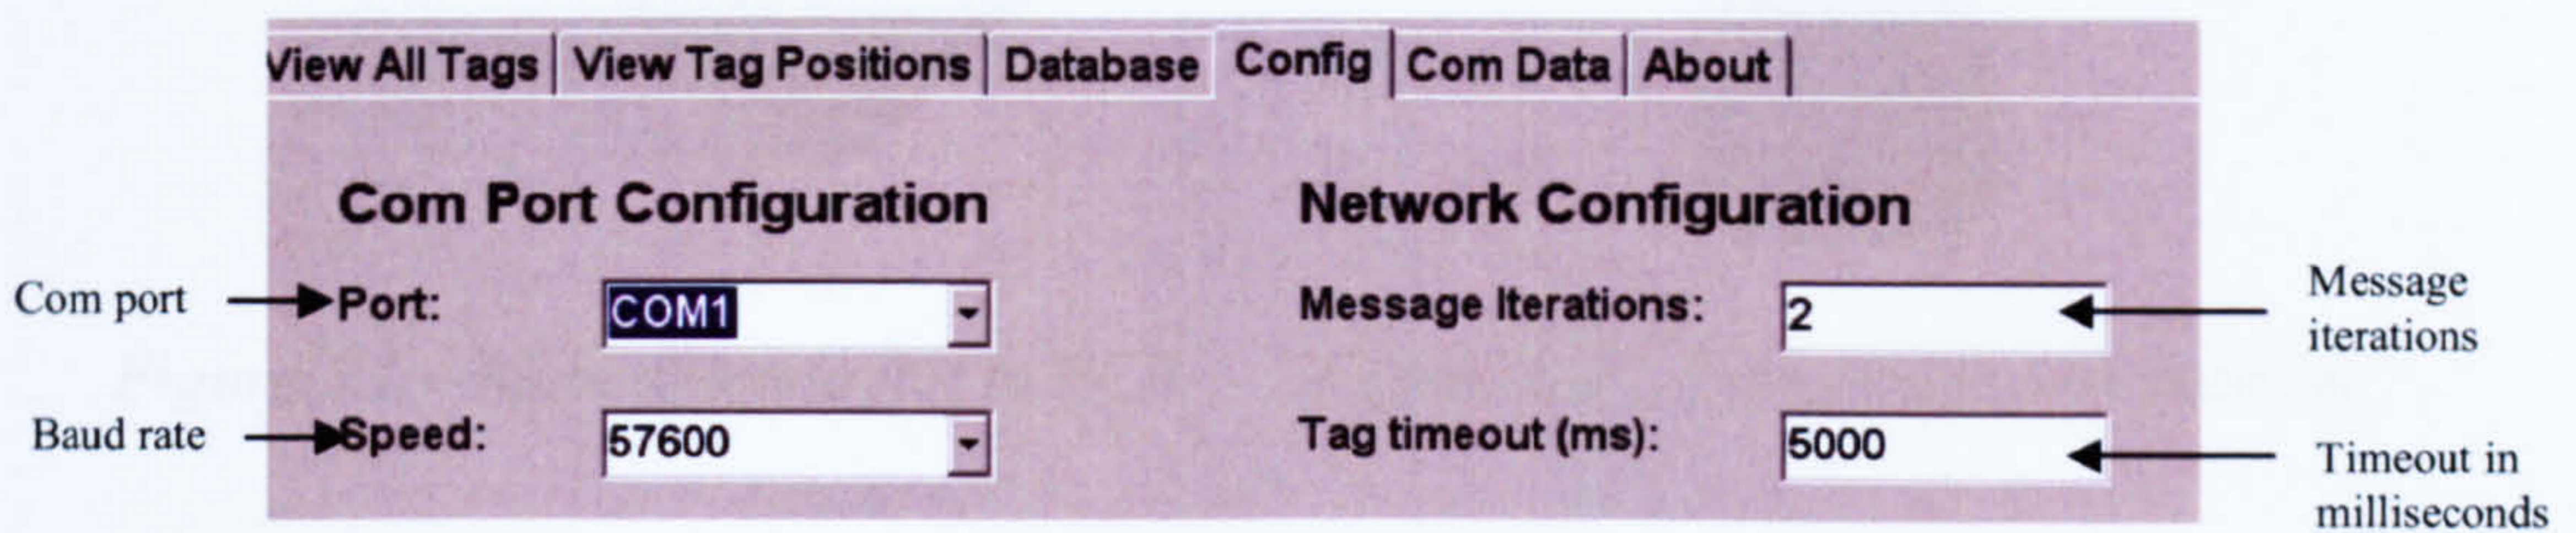 View All Tags View Tag Positions Database Config Com Data About
Com Port Configuration Network Configuration
Com port Port: COM1 Message Iterations: 2 Message
iterations
Baud rate Speed: 57600 Tag timeout (ms): 5000 Timeout in
milliseconds